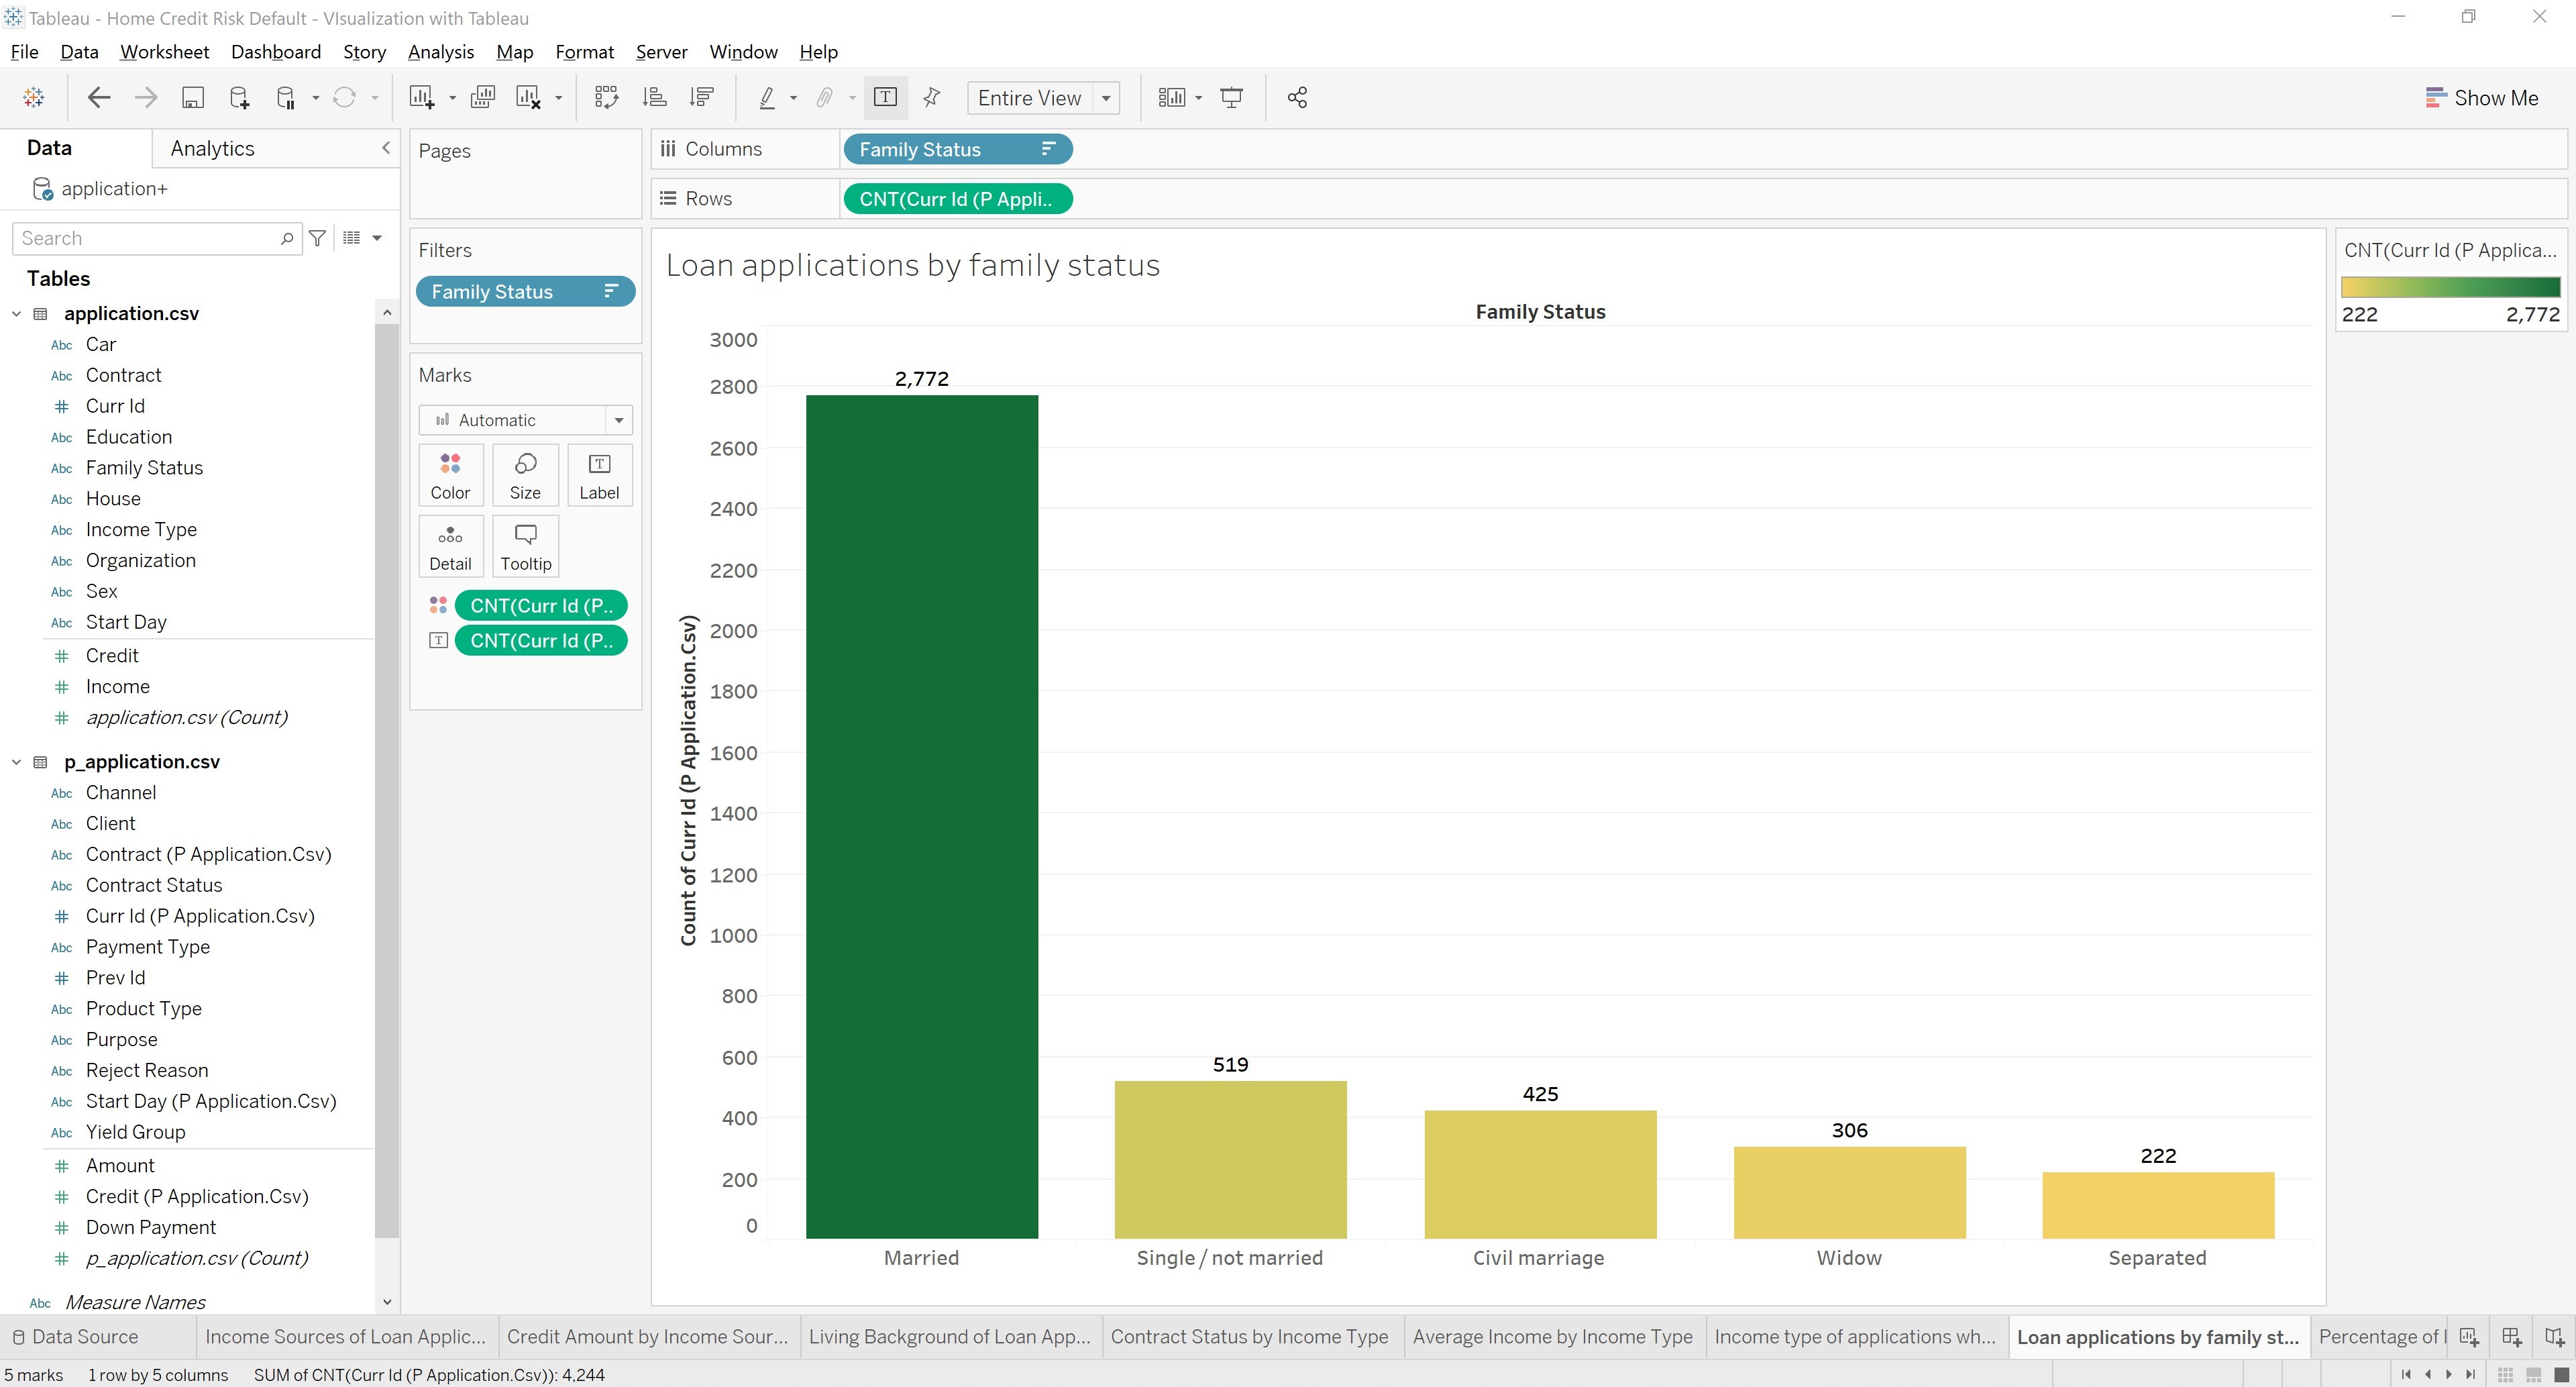 Tableau - Home Credit Risk Default - VIsualization with Tableau
File Data Worksheet Dashboard Story Analysis Map Format Server Window Help
Entire View
Show Me
Data Analytics
application+
Search
Tables
application.csv
Abc Car
Abc Contract
# Curr Id
Abc Education
Abc Family Status
Abc House
Abc Income Type
Abc Organization
Abc Sex
Abc Start Day
# Credit
# Income
# application.csv (Count)
p_application.csv
Abc Channel
Abc Client
Abc Contract (P Application.Csv)
Abc Contract Status
# Curr Id (P Application.Csv)
Abc Payment Type
# Prev Id
Abc Product Type
Abc Purpose
Abc Reject Reason
Abc Start Day (P Application.Csv)
Abc Yield Group
# Amount
# Credit (P Application.Csv)
# Down Payment
# p_application.csv (Count)
Abc Measure Names
Pages
Filters
Family Status
Marks
Automatic
Color Size Label
Detail Tooltip
CNT(Curr Id (P..
T CNT(Curr Id (P..
Columns Family Status
Rows CNT(Curr Id (P Appli..
Loan applications by family status
Family Status
Count of Curr Id (P Application.Csv)
3000
2800
2600
2400
2200
2000
1800
1600
1400
1200
1000
800
600
400
200
0
2,772
519
425
306
222
Married Single / not married Civil marriage Widow Separated
CNT(Curr Id (P Applica...
222 2,772
Data Source Income Sources of Loan Applic... Credit Amount by Income Sour... Living Background of Loan App... Contract Status by Income Type Average Income by Income Type Income type of applications wh... Loan applications by family st... Percentage of
5 marks 1 row by 5 columns SUM of CNT(Curr Id (P Application.Csv)): 4,244